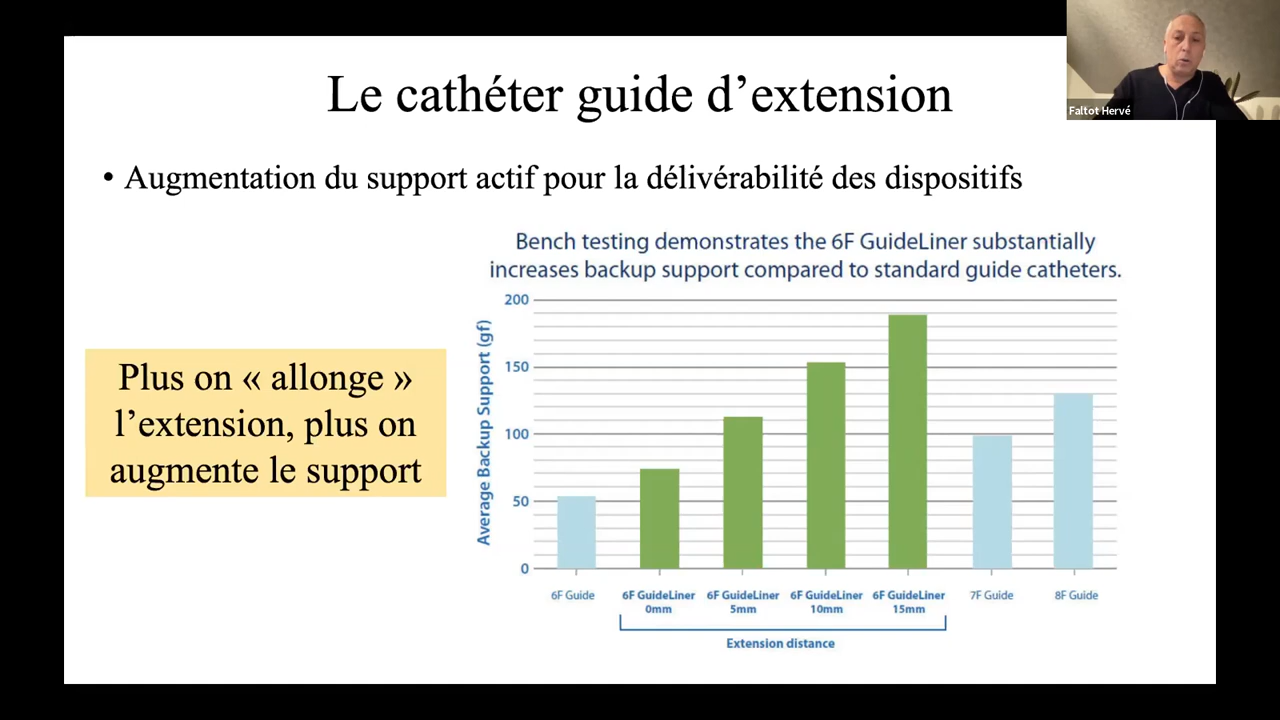 Le cathéter guide d’extension
Faltot Hervé
• Augmentation du support actif pour la délivérabilité des dispositifs
Bench testing demonstrates the 6F GuideLiner substantially
increases backup support compared to standard guide catheters.
Plus on « allonge »
l’extension, plus on
augmente le support
Average Backup Support (gf)
200
150
100
50
0
6F Guide
6F GuideLiner
0mm
6F GuideLiner
5mm
6F GuideLiner
10mm
6F GuideLiner
15mm
7F Guide
8F Guide
Extension distance